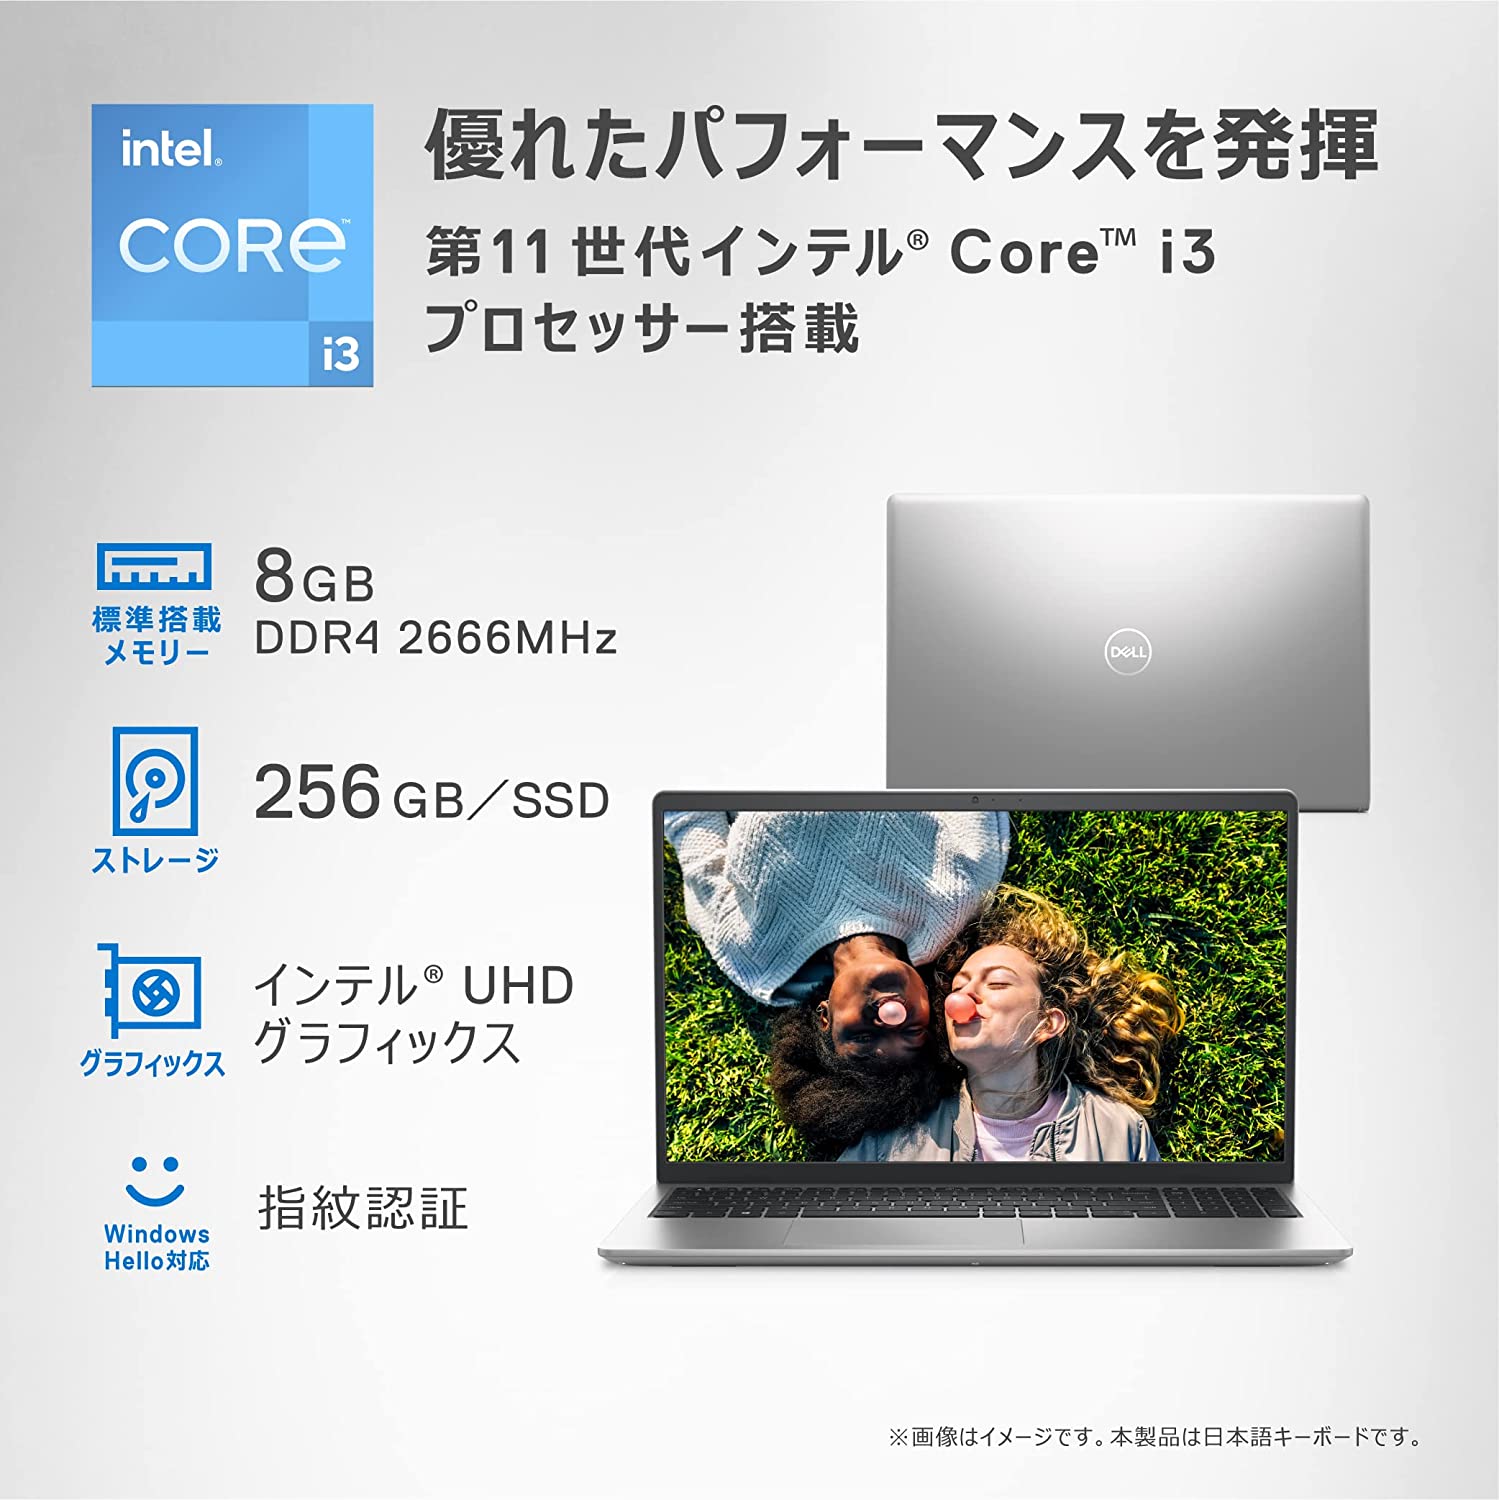 intel®
CORE™
i3
優れたパフォーマンスを発揮
第11世代インテル® Core™ i3
プロセッサー搭載
標準搭載
メモリー
8GB
DDR4 2666MHz
ストレージ
256GB／SSD
グラフィックス
インテル® UHD
グラフィックス
Windows
Hello対応
指紋認証
DELL
※画像はイメージです。本製品は日本語キーボードです。